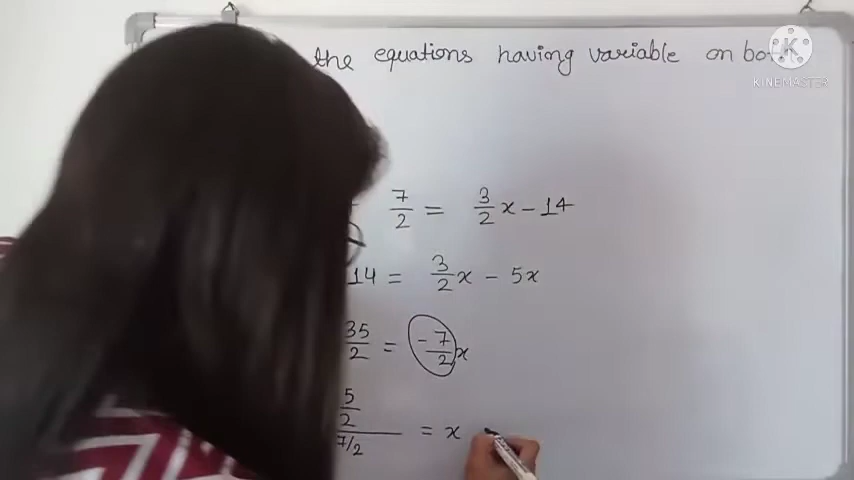 the equations having variable on bot
K
KINEMASTER
7/2 = 3/2 x - 14
14 = 3/2 x - 5x
35/2 = -7/2 x
5/2 / 7/2 = x